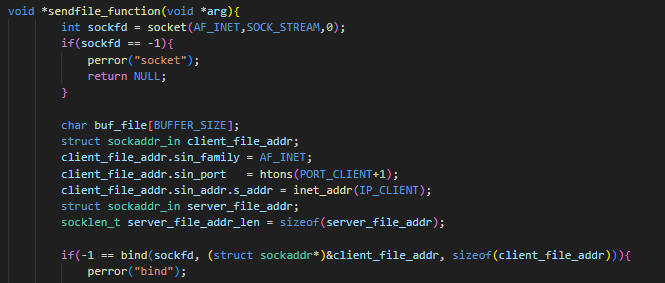 void *sendfile_function(void *arg){
int sockfd = socket(AF_INET,SOCK_STREAM,0);
if(sockfd == -1){
perror("socket");
return NULL;
}
char buf_file[BUFFER_SIZE];
struct sockaddr_in client_file_addr;
client_file_addr.sin_family = AF_INET;
client_file_addr.sin_port   = htons(PORT_CLIENT+1);
client_file_addr.sin_addr.s_addr = inet_addr(IP_CLIENT);
struct sockaddr_in server_file_addr;
socklen_t server_file_addr_len = sizeof(server_file_addr);
if(-1 == bind(sockfd, (struct sockaddr*)&client_file_addr, sizeof(client_file_addr))){
perror("bind");